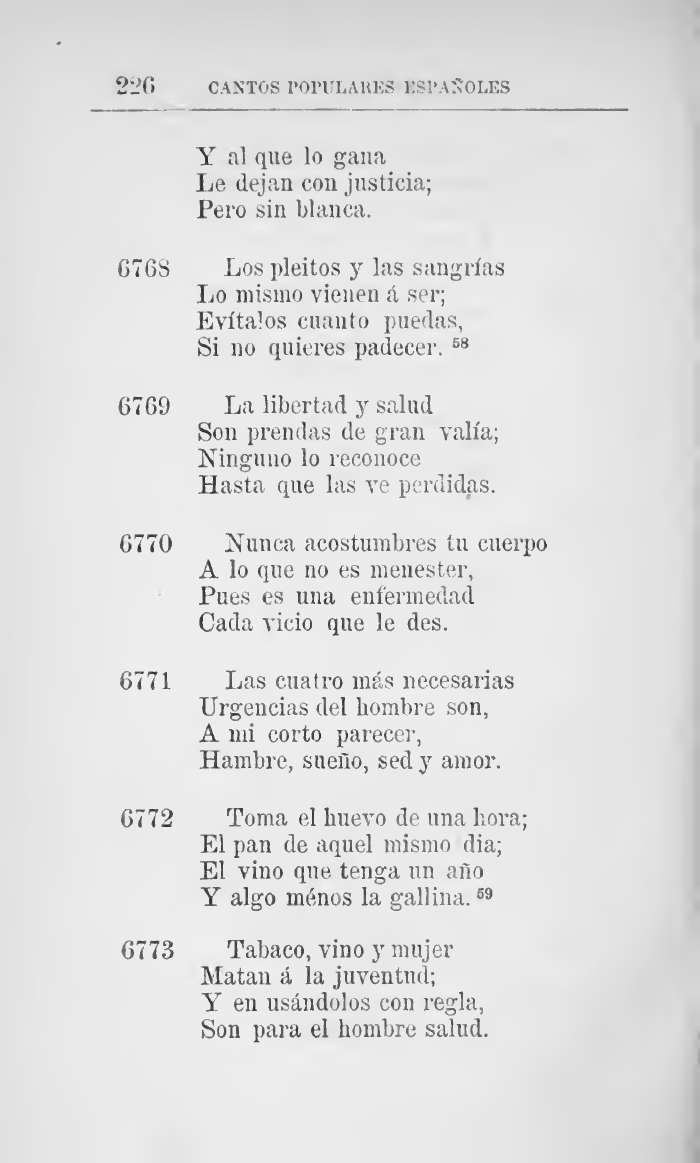 226 CANTOS POPULARES ESPAÑOLES
Y al que lo gana
Le dejan con justicia;
Pero sin blanca.
6768 Los pleitos y las sangrías
Lo mismo vienen á ser;
Evítalos cuanto puedas,
Si no quieres padecer. 58
6769 La libertad y salud
Son prendas de gran valía;
Ninguno lo reconoce
Hasta que las ve perdidas.
6770 Nunca acostumbres tu cuerpo
A lo que no es menester,
Pues es una enfermedad
Cada vicio que le des.
6771 Las cuatro más necesarias
Urgencias del hombre son,
A mi corto parecer,
Hambre, sueño, sed y amor.
6772 Toma el huevo de una hora;
El pan de aquel mismo dia;
El vino que tenga un año
Y algo ménos la gallina. 59
6773 Tabaco, vino y mujer
Matan á la juventud;
Y en usándolos con regla,
Son para el hombre salud.